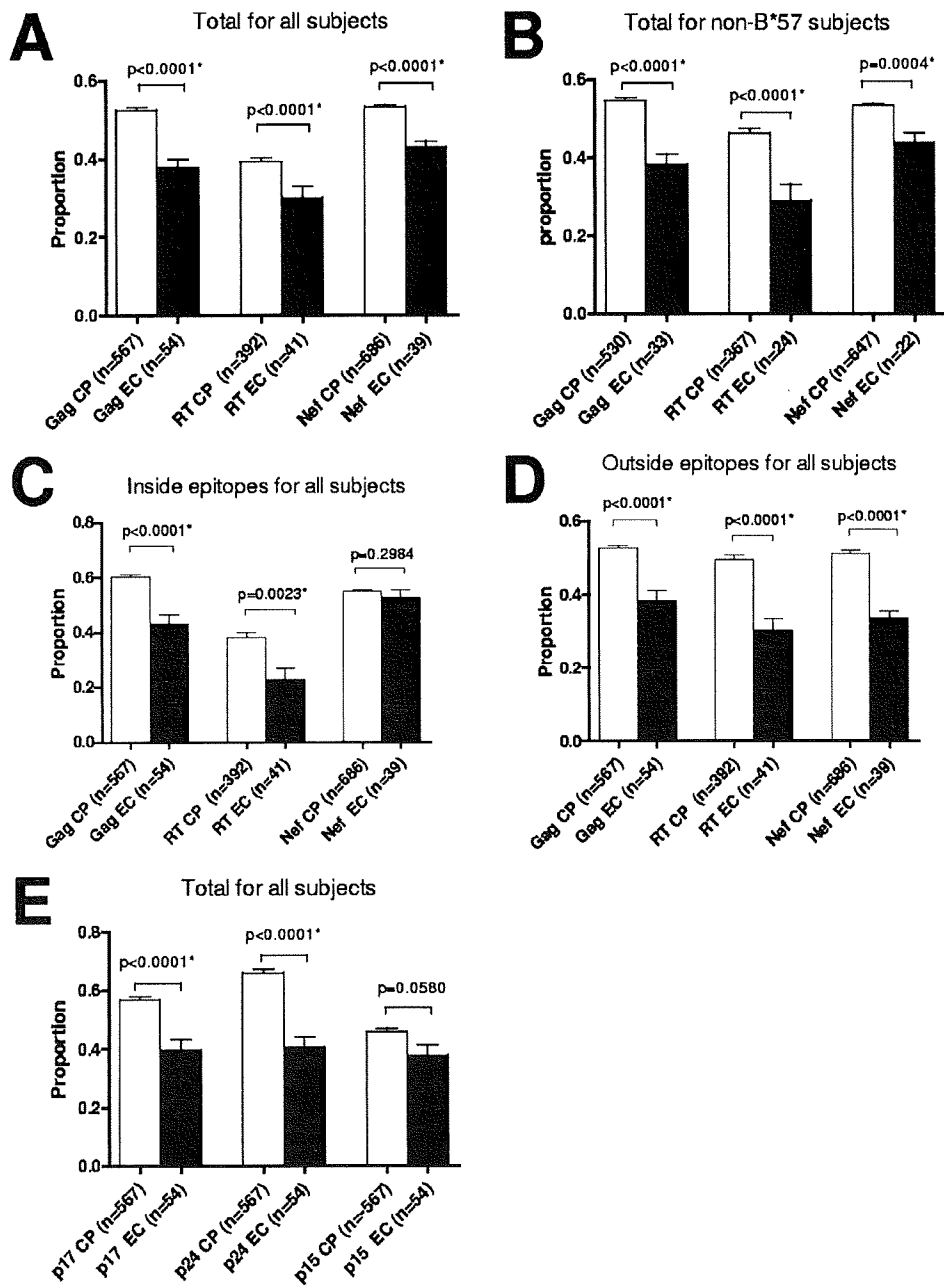 A
Total for all subjects
p<0.0001*
p<0.0001*
p<0.0001*
Proportion
0.6
0.4
0.2
0.0
Gag CP (n=567)
Gag EC (n=54)
RT CP (n=392)
RT EC (n=41)
Nef CP (n=686)
Nef EC (n=39)
B
Total for non-B*57 subjects
p<0.0001*
p<0.0001*
p=0.0004*
proportion
0.6
0.4
0.2
0.0
Gag CP (n=530)
Gag EC (n=33)
RT CP (n=367)
RT EC (n=24)
Nef CP (n=647)
Nef EC (n=22)
C
Inside epitopes for all subjects
p<0.0001*
p=0.0023*
p=0.2984
Proportion
0.8
0.6
0.4
0.2
0.0
Gag CP (n=567)
Gag EC (n=54)
RT CP (n=392)
RT EC (n=41)
Nef CP (n=686)
Nef EC (n=39)
D
Outside epitopes for all subjects
p<0.0001*
p<0.0001*
p<0.0001*
Proportion
0.6
0.4
0.2
0.0
Gag CP (n=567)
Gag EC (n=54)
RT CP (n=392)
RT EC (n=41)
Nef CP (n=686)
Nef EC (n=39)
E
Total for all subjects
p<0.0001*
p<0.0001*
p=0.0580
Proportion
0.8
0.6
0.4
0.2
0.0
p17 CP (n=567)
p17 EC (n=54)
p24 CP (n=567)
p24 EC (n=54)
p15 CP (n=567)
p15 EC (n=54)